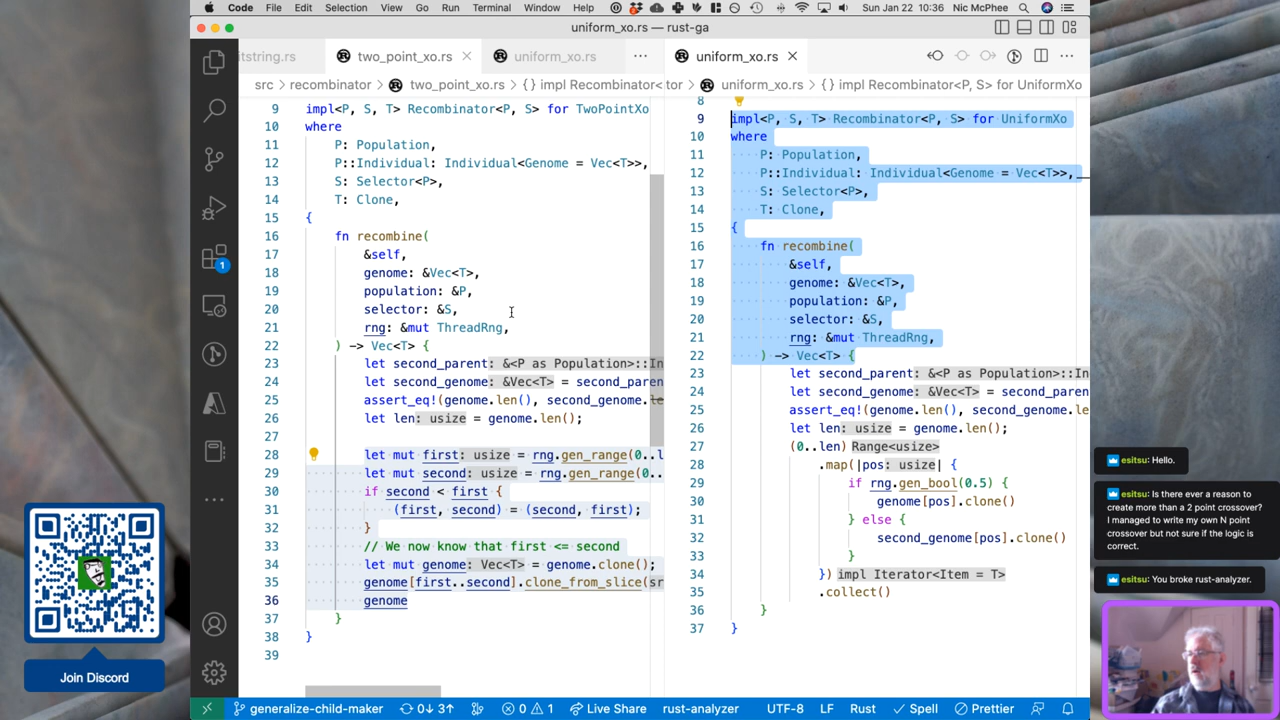 Code File Edit Selection View Go Run Terminal Window Help Sun Jan 22 10:36 Nic McPhee
uniform_xo.rs — rust-ga
itstring.rs two_point_xo.rs uniform_xo.rs
src recombinator two_point_xo.rs {} impl Recombinator<P, S> for TwoPointXo
9 impl<P, S, T> Recombinator<P, S> for TwoPointXo
10 where
11 P: Population,
12 P::Individual: Individual<Genome = Vec<T>>,
13 S: Selector<P>,
14 T: Clone,
15 {
16 fn recombine(
17 &self,
18 genome: &Vec<T>,
19 population: &P,
20 selector: &S,
21 rng: &mut ThreadRng,
22 ) -> Vec<T> {
23 let second_parent: &<P as Population>::In
24 let second_genome: &Vec<T> = second_paren
25 assert_eq!(genome.len(), second_genome.le
26 let len: usize = genome.len();
27
28 let mut first: usize = rng.gen_range(0..l
29 let mut second: usize = rng.gen_range(0..
30 if second < first {
31 (first, second) = (second, first);
32 }
33 // We now know that first <= second
34 let mut genome: Vec<T> = genome.clone();
35 genome[first..second].clone_from_slice(sr
36 genome
37 }
38 }
39
uniform_xo.rs
tor uniform_xo.rs {} impl Recombinator<P, S> for UniformXo
8
9 impl<P, S, T> Recombinator<P, S> for UniformXo
10 where
11 P: Population,
12 P::Individual: Individual<Genome = Vec<T>>,
13 S: Selector<P>,
14 T: Clone,
15 {
16 fn recombine(
17 &self,
18 genome: &Vec<T>,
19 population: &P,
20 selector: &S,
21 rng: &mut ThreadRng,
22 ) -> Vec<T> {
23 let second_parent: &<P as Population>::In
24 let second_genome: &Vec<T> = second_paren
25 assert_eq!(genome.len(), second_genome.le
26 let len: usize = genome.len();
27 (0..len) Range<usize>
28 .map(|pos: usize| {
29 if rng.gen_bool(0.5) {
30 genome[pos].clone()
31 } else {
32 second_genome[pos].clone()
33 }
34 }) impl Iterator<Item = T>
35 .collect()
36 }
37 }
1
Join Discord
esitsu: Hello.
esitsu: Is there ever a reason to
create more than a 2 point crossover?
I managed to write my own N point
crossover but not sure if the logic is
correct.
esitsu: You broke rust-analyzer.
generalize-child-maker 0↓ 3↑ 0 1 Live Share rust-analyzer UTF-8 LF Rust Spell Prettier